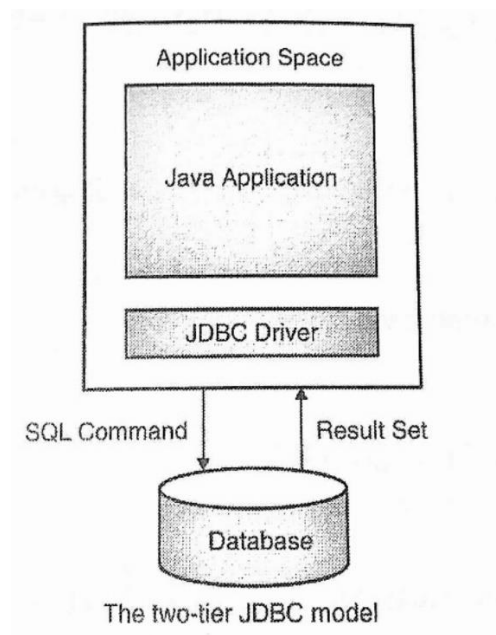 Application Space
Java Application
JDBC Driver
SQL Command
Result Set
Database
The two-tier JDBC model